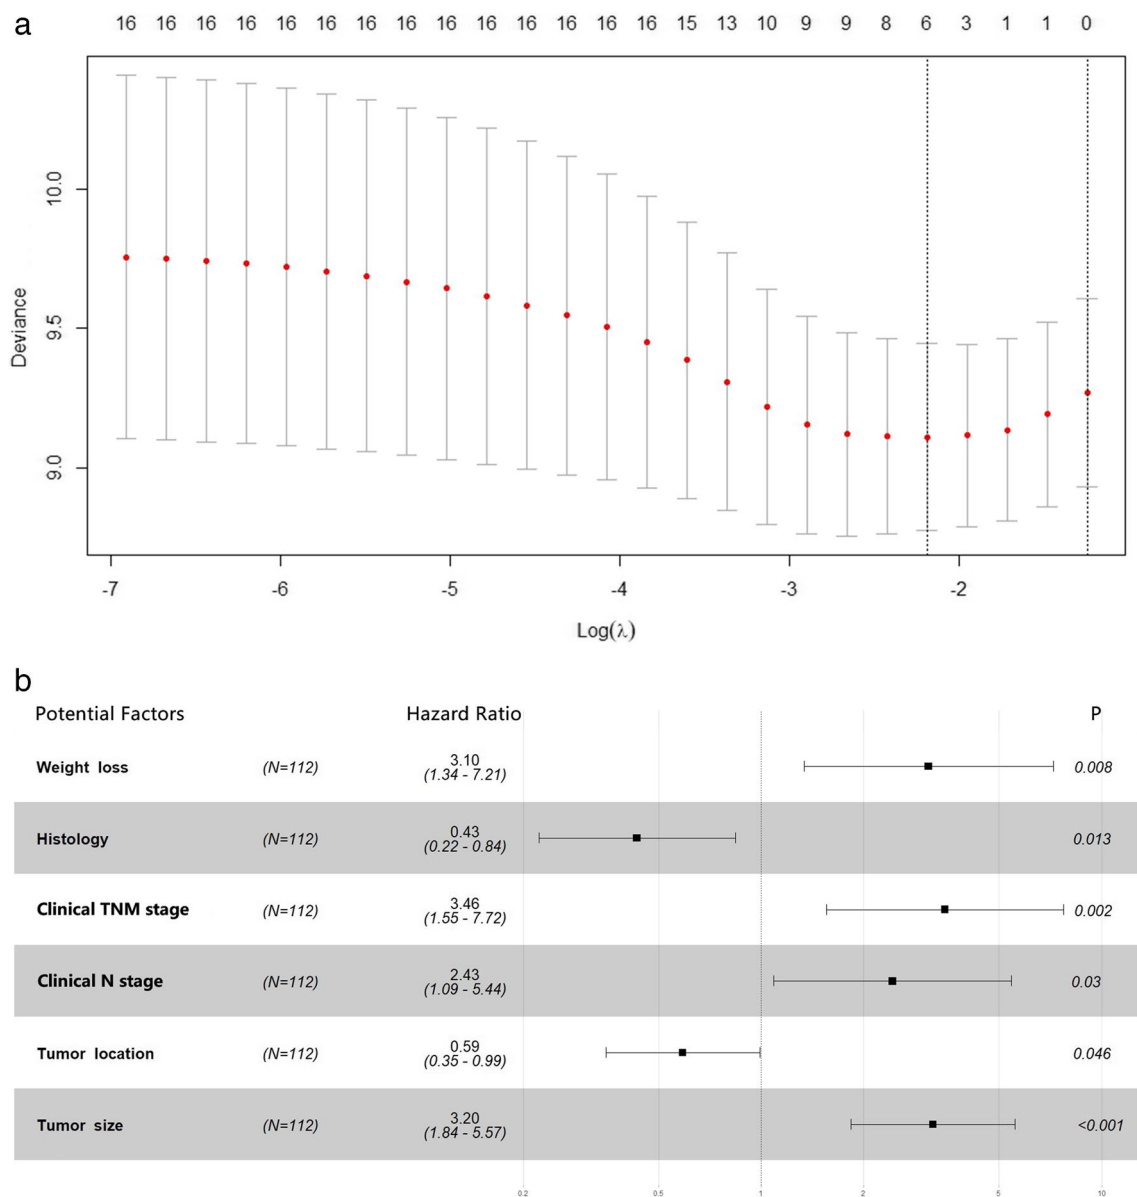 a
16 16 16 16 16 16 16 16 16 16 16 16 16 16 15 13 10 9 9 8 6 3 1 1 0
10.0
9.5
9.0
Deviance
-7 -6 -5 -4 -3 -2
Log(λ)
b
Potential Factors Hazard Ratio P
Weight loss (N=112) 3.10 0.008
(1.34 - 7.21)
Histology (N=112) 0.43 0.013
(0.22 - 0.84)
Clinical TNM stage (N=112) 3.46 0.002
(1.55 - 7.72)
Clinical N stage (N=112) 2.43 0.03
(1.09 - 5.44)
Tumor location (N=112) 0.59 0.046
(0.35 - 0.99)
Tumor size (N=112) 3.20 <0.001
(1.84 - 5.57)
0.2 0.5 1 2 5 10